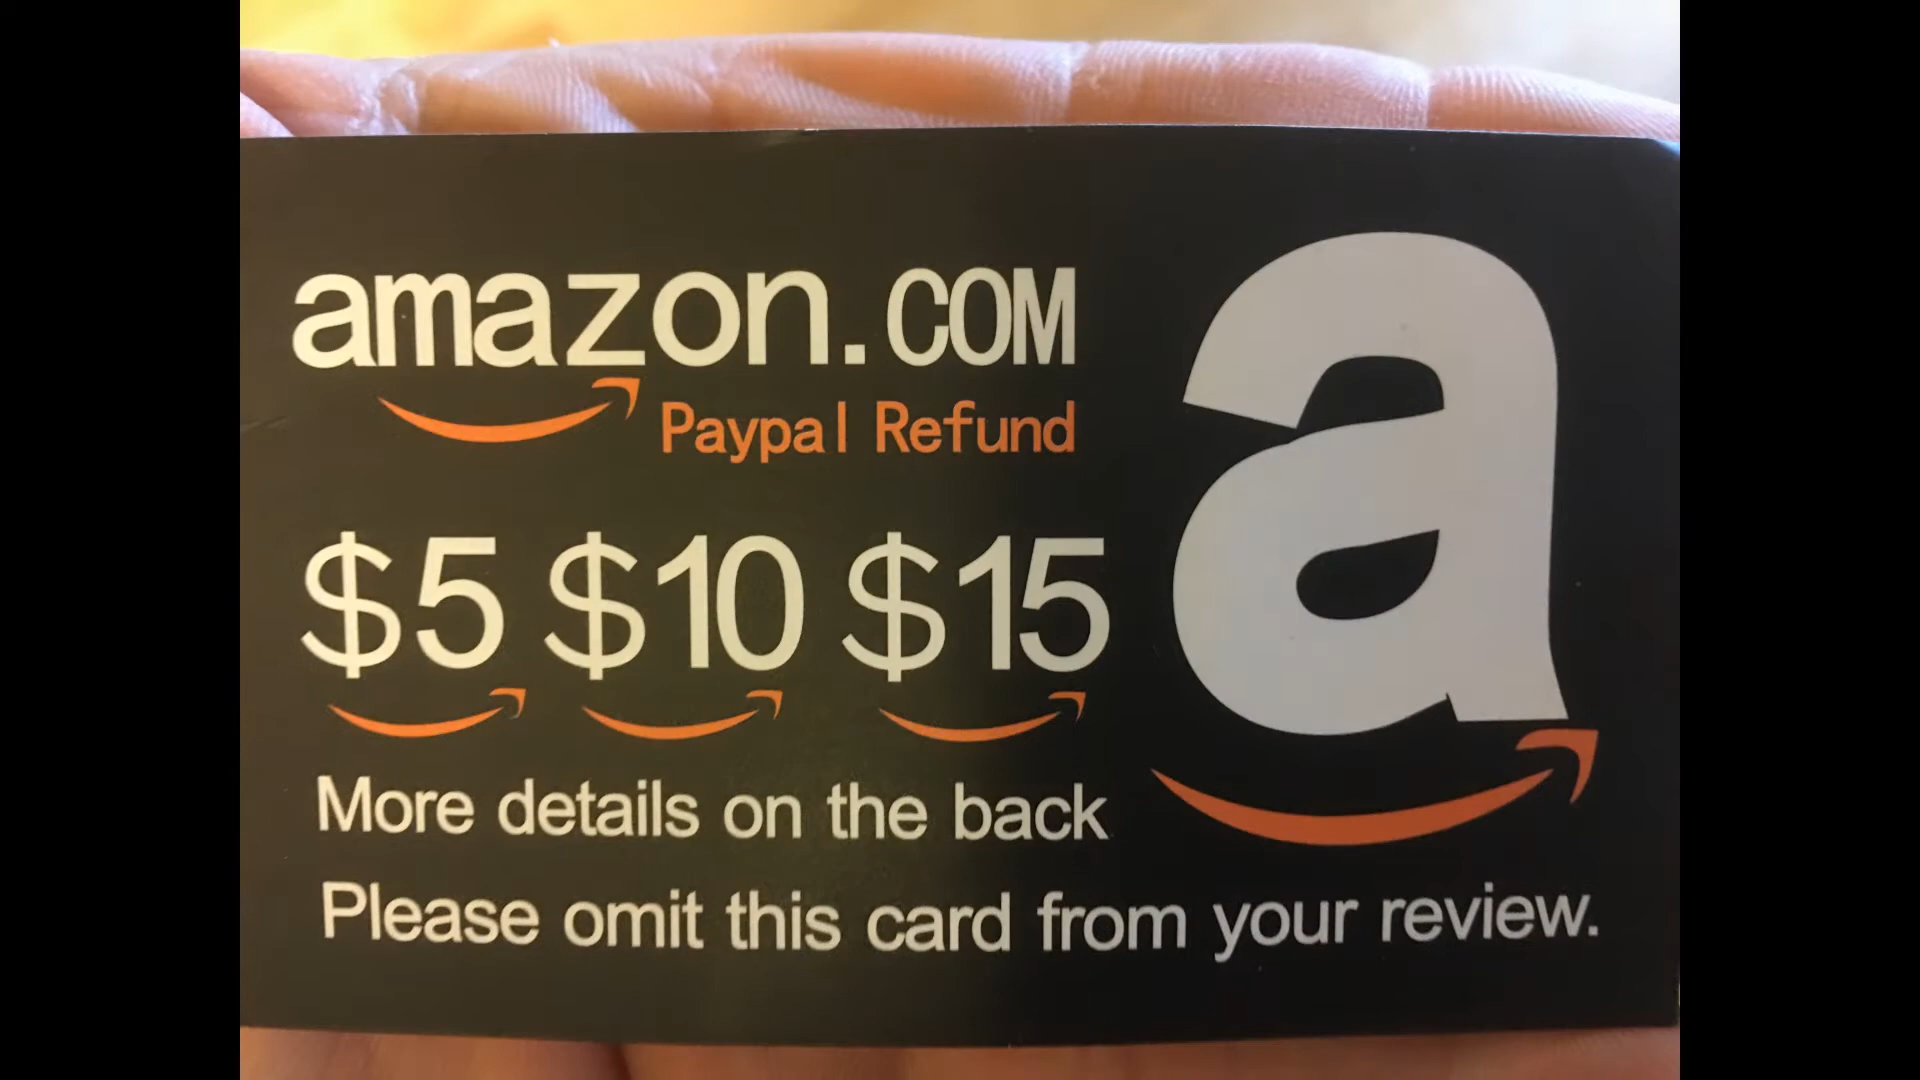 amazon.COM
Paypal Refund
$5 $10 $15
More details on the back
Please omit this card from your review.
a